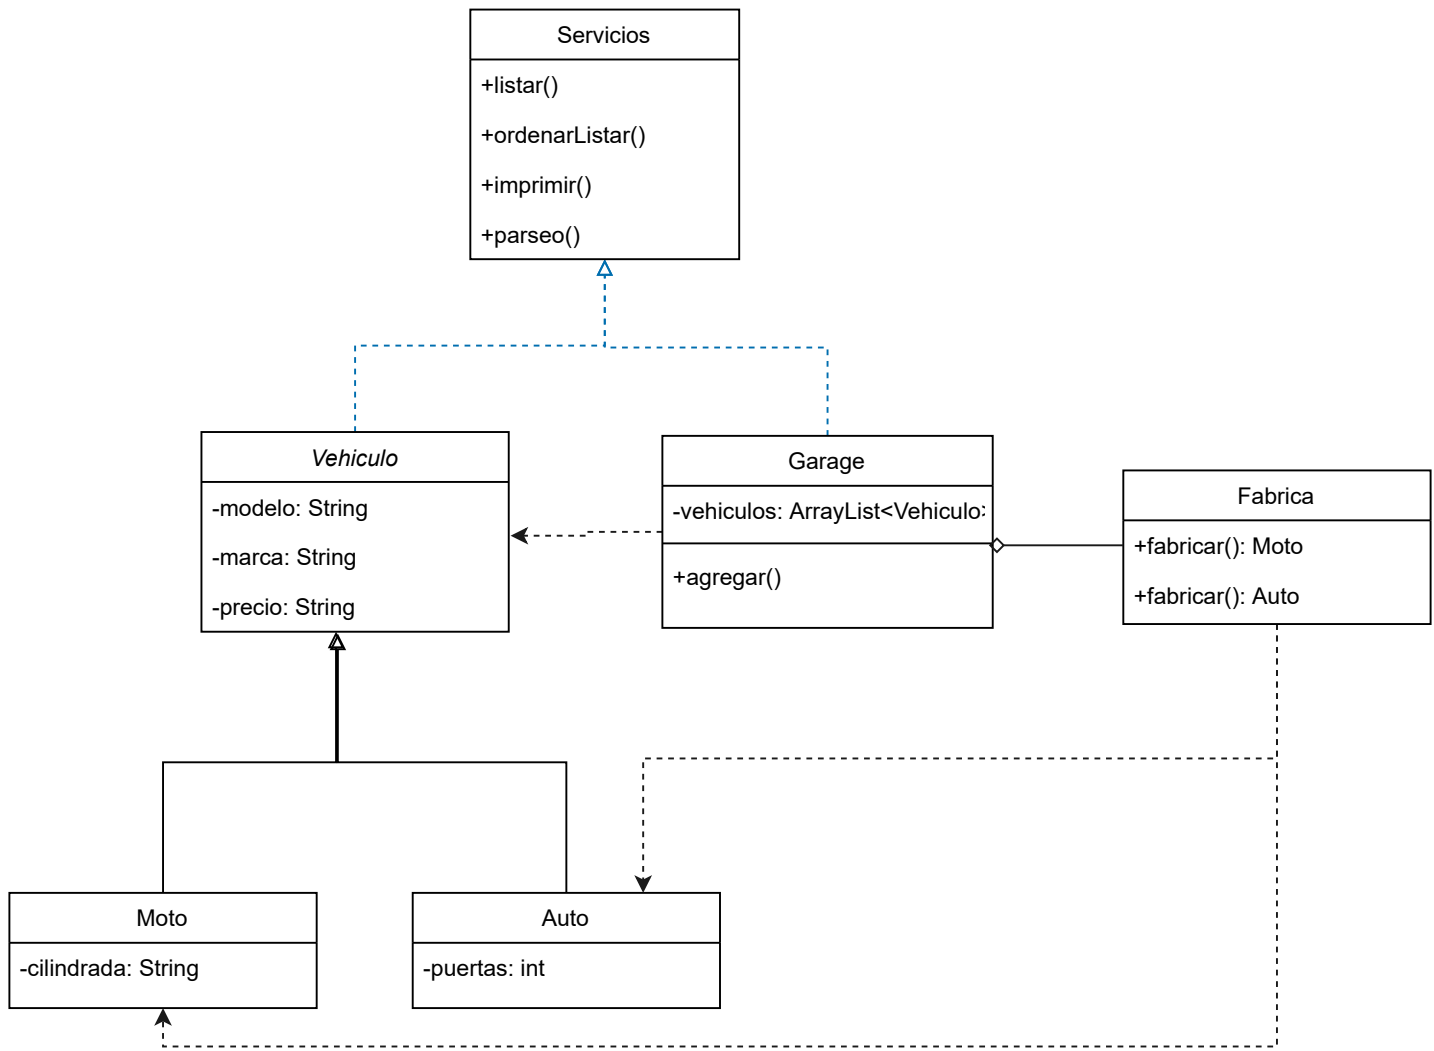 Servicios
+listar()
+ordenarListar()
+imprimir()
+parseo()
Vehiculo
-modelo: String
-marca: String
-precio: String
Garage
-vehiculos: ArrayList<Vehiculo>
+agregar()
Fabrica
+fabricar(): Moto
+fabricar(): Auto
Moto
-cilindrada: String
Auto
-puertas: int